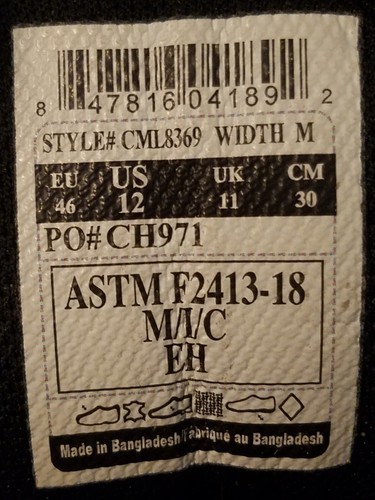 8 47816 04189 2
STYLE# CML8369 WIDTH M
EU US UK CM
46 12 11 30
PO# CH971
ASTM F2413-18
M/I/C
EH
Made in Bangladesh/Fabriqué au Bangladesh